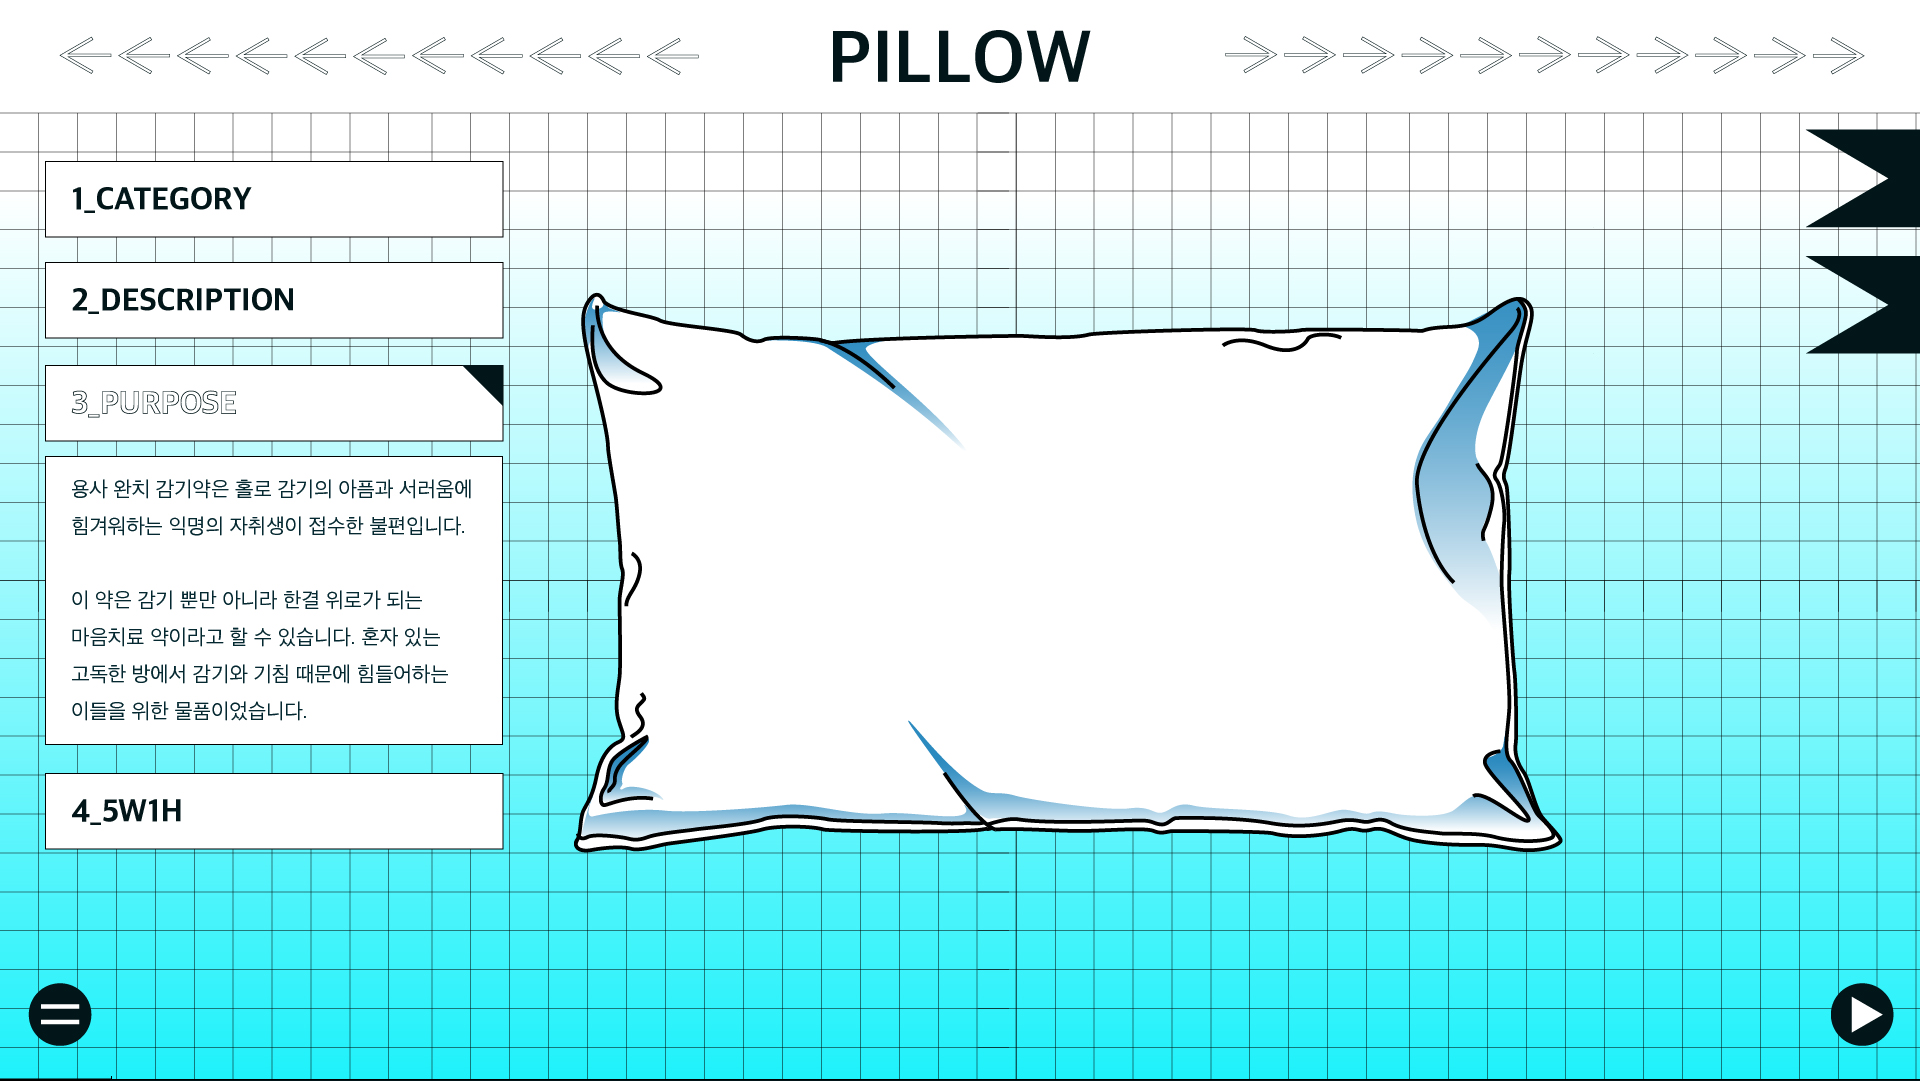 PILLOW
1_CATEGORY
2_DESCRIPTION
3_PURPOSE
용사 완치 감기약은 홀로 감기의 아픔과 서러움에
힘겨워하는 익명의 자취생이 접수한 불편입니다.
이 약은 감기 뿐만 아니라 한결 위로가 되는
마음치료 약이라고 할 수 있습니다. 혼자 있는
고독한 방에서 감기와 기침 때문에 힘들어하는
이들을 위한 물품이었습니다.
4_5W1H